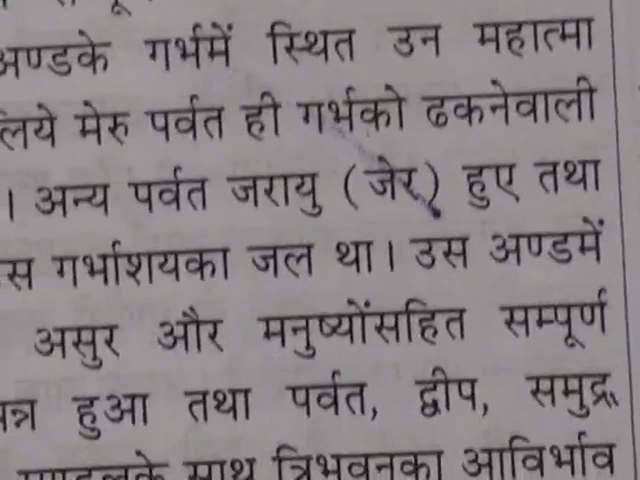 अण्डके गर्भमें स्थित उन महात्मा
लिये मेरु पर्वत ही गर्भको ढकनेवाली
। अन्य पर्वत जरायु (जेर) हुए तथा
स गर्भाशयका जल था। उस अण्डमें
असुर और मनुष्योंसहित सम्पूर्ण
हुआ तथा पर्वत, द्वीप, समुद्र,
साथ त्रिभुवनका आविर्भाव